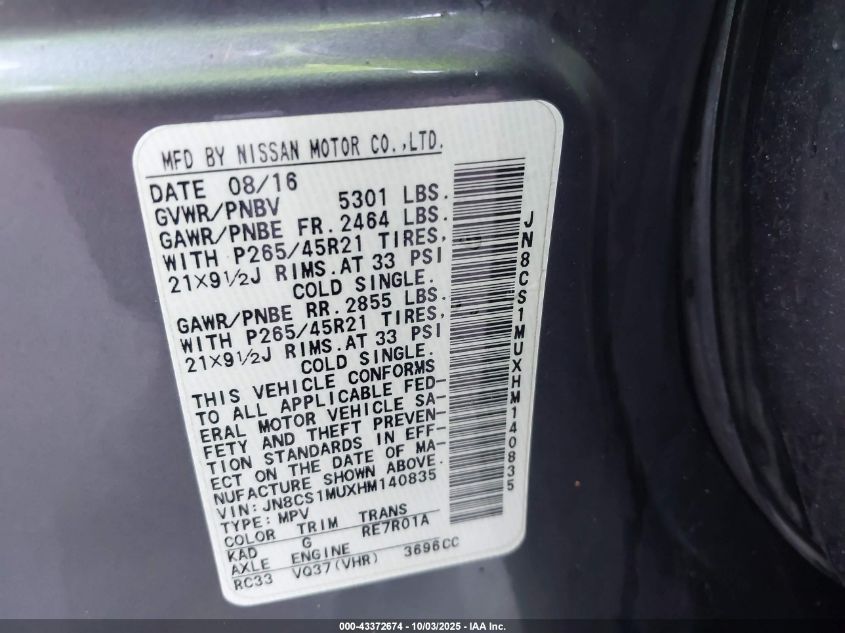 MFD BY NISSAN MOTOR CO.,LTD.
DATE 08/16
GVWR/PNBV 5301 LBS.
GAWR/PNBE FR. 2464 LBS.
WITH P265/45R21 TIRES,
21×9½J RIMS.AT 33 PSI
COLD SINGLE.
GAWR/PNBE RR. 2855 LBS.
WITH P265/45R21 TIRES,
21×9½J RIMS.AT 33 PSI
COLD SINGLE.
THIS VEHICLE CONFORMS
TO ALL APPLICABLE FED-
ERAL MOTOR VEHICLE SA-
FETY AND THEFT PREVEN-
TION STANDARDS IN EFF-
ECT ON THE DATE OF MA-
NUFACTURE SHOWN ABOVE.
VIN: JN8CS1MUXHM140835
TYPE: MPV
COLOR TRIM TRANS
KAD G RE7R01A
AXLE ENGINE
RC33 VQ37(VHR) 3696CC
JN8CS1MUXHM140835
000-43372674 - 10/03/2025 - IAA Inc.